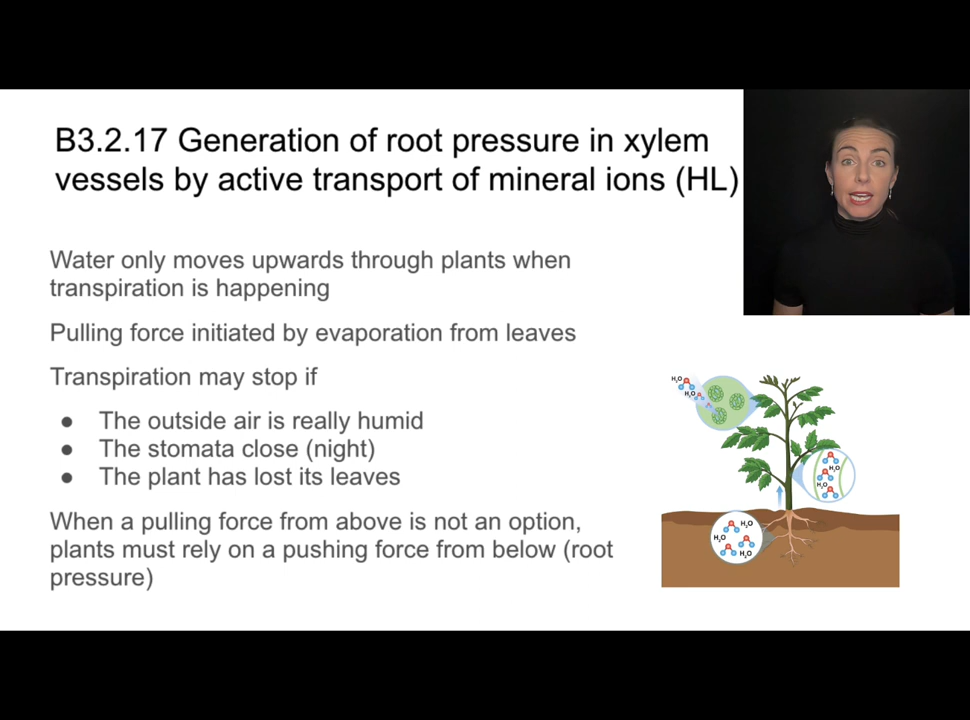 B3.2.17 Generation of root pressure in xylem
vessels by active transport of mineral ions (HL)
Water only moves upwards through plants when
transpiration is happening
Pulling force initiated by evaporation from leaves
Transpiration may stop if
● The outside air is really humid
● The stomata close (night)
● The plant has lost its leaves
When a pulling force from above is not an option,
plants must rely on a pushing force from below (root
pressure)
H₂O
H₂O
H₂O
H₂O
H₂O
H₂O
H₂O